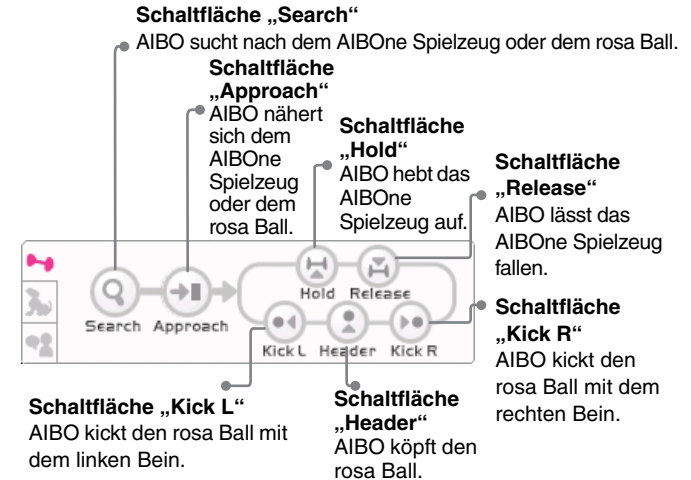 Schaltfläche „Search“
AIBO sucht nach dem AIBOne Spielzeug oder dem rosa Ball.
Schaltfläche
„Approach“
AIBO nähert
sich dem
AIBOne
Spielzeug
oder dem
rosa Ball.
Schaltfläche
„Hold“
AIBO hebt das
AIBOne
Spielzeug auf.
Schaltfläche
„Release“
AIBO lässt das
AIBOne Spielzeug
fallen.
Search Approach
Hold Release
Kick L Header Kick R
Schaltfläche
„Kick R“
AIBO kickt den
rosa Ball mit dem
rechten Bein.
Schaltfläche „Kick L“
AIBO kickt den rosa Ball mit
dem linken Bein.
Schaltfläche
„Header“
AIBO köpft den
rosa Ball.